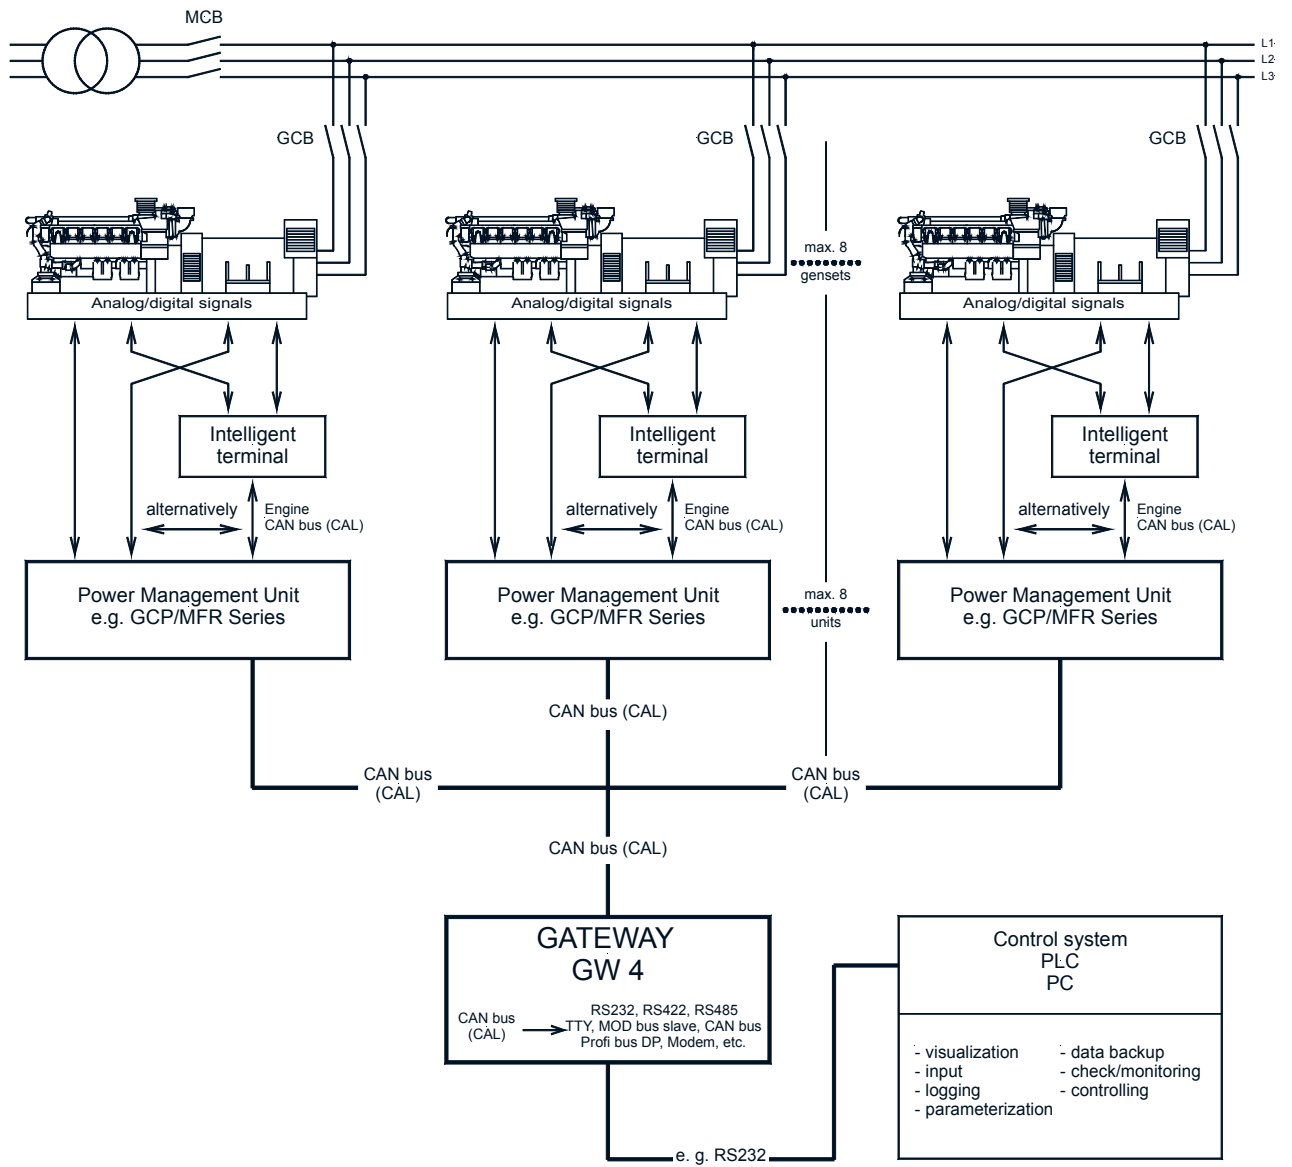 MCB
L1
L2
L3
GCB
GCB
GCB
max. 8
gensets
Analog/digital signals
Analog/digital signals
Analog/digital signals
Intelligent
terminal
Intelligent
terminal
Intelligent
terminal
alternatively
Engine
CAN bus (CAL)
alternatively
Engine
CAN bus (CAL)
alternatively
Engine
CAN bus (CAL)
Power Management Unit
e.g. GCP/MFR Series
Power Management Unit
e.g. GCP/MFR Series
max. 8
units
Power Management Unit
e.g. GCP/MFR Series
CAN bus (CAL)
CAN bus
(CAL)
CAN bus
(CAL)
CAN bus (CAL)
GATEWAY
GW 4
CAN bus
(CAL)
RS232, RS422, RS485
TTY, MOD bus slave, CAN bus
Profi bus DP, Modem, etc.
Control system
PLC
PC
- visualization
- input
- logging
- parameterization
- data backup
- check/monitoring
- controlling
e. g. RS232